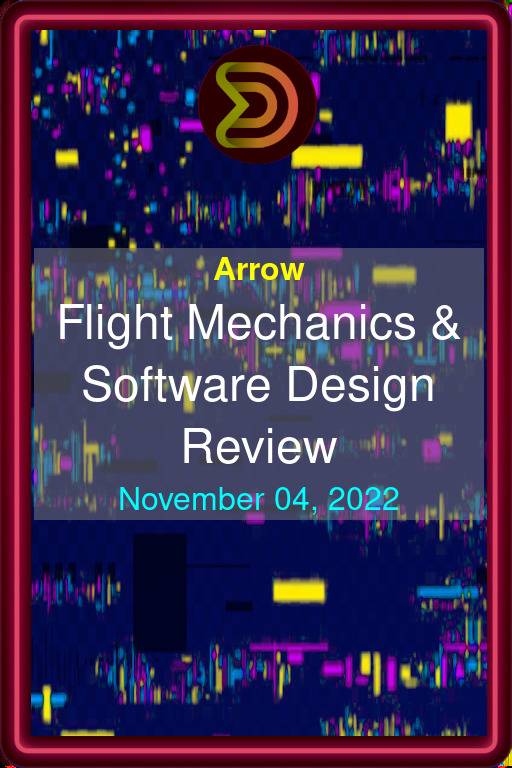 Arrow
Flight Mechanics &
Software Design
Review
November 04, 2022